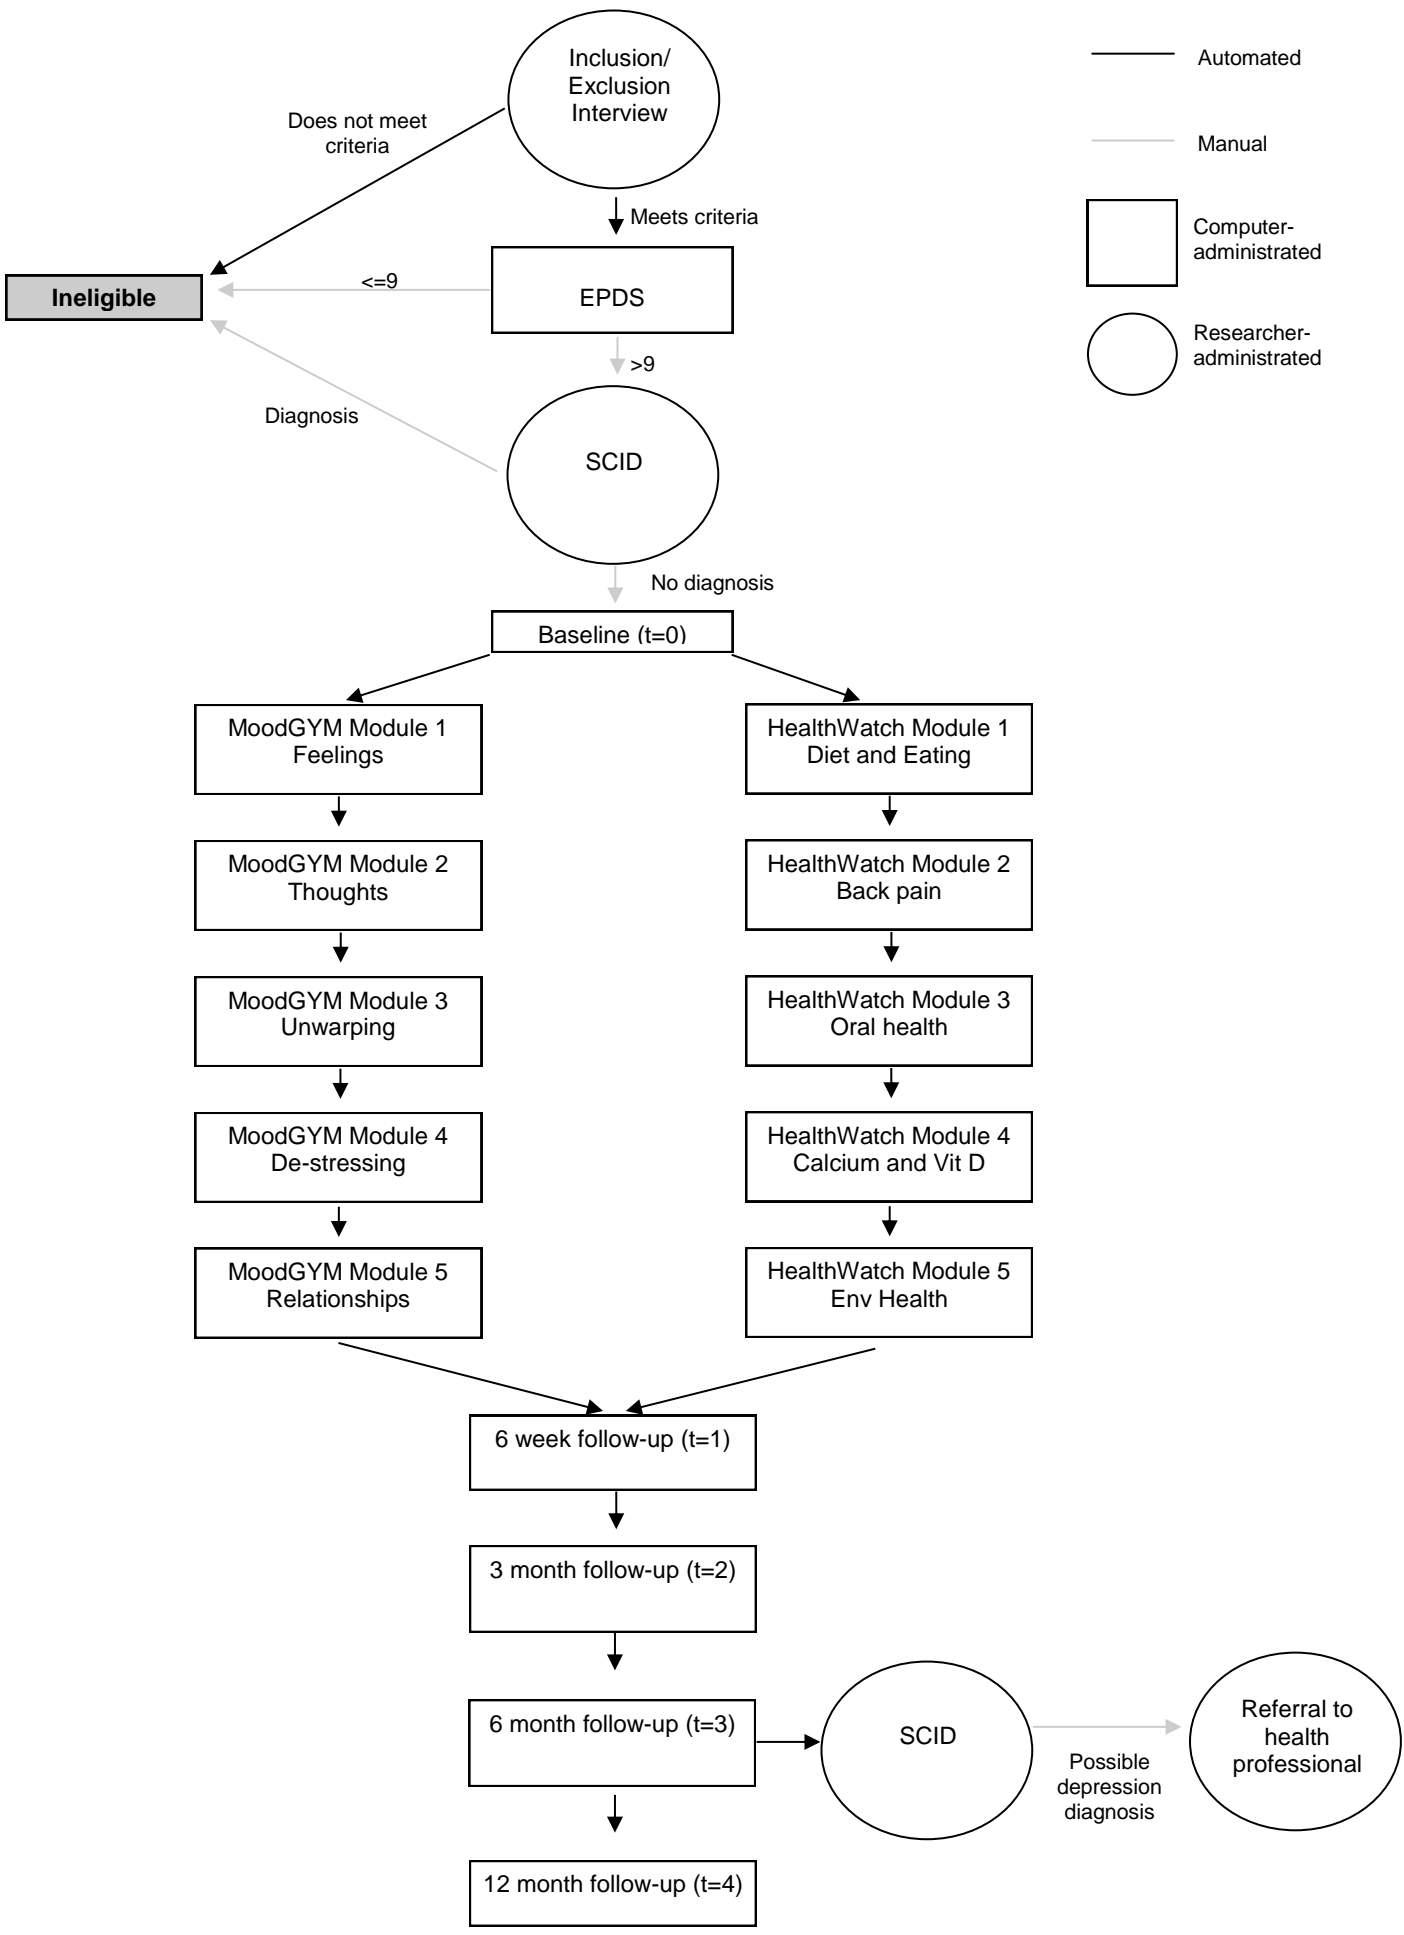 Inclusion/
Exclusion
Interview
Automated
Does not meet
criteria
Manual
Meets criteria
Computer-
administrated
Ineligible
<=9
EPDS
Researcher-
administrated
>9
Diagnosis
SCID
No diagnosis
Baseline (t=0)
MoodGYM Module 1
Feelings
HealthWatch Module 1
Diet and Eating
MoodGYM Module 2
Thoughts
HealthWatch Module 2
Back pain
MoodGYM Module 3
Unwarping
HealthWatch Module 3
Oral health
MoodGYM Module 4
De-stressing
HealthWatch Module 4
Calcium and Vit D
MoodGYM Module 5
Relationships
HealthWatch Module 5
Env Health
6 week follow-up (t=1)
3 month follow-up (t=2)
6 month follow-up (t=3)
SCID
Possible
depression
diagnosis
Referral to
health
professional
12 month follow-up (t=4)